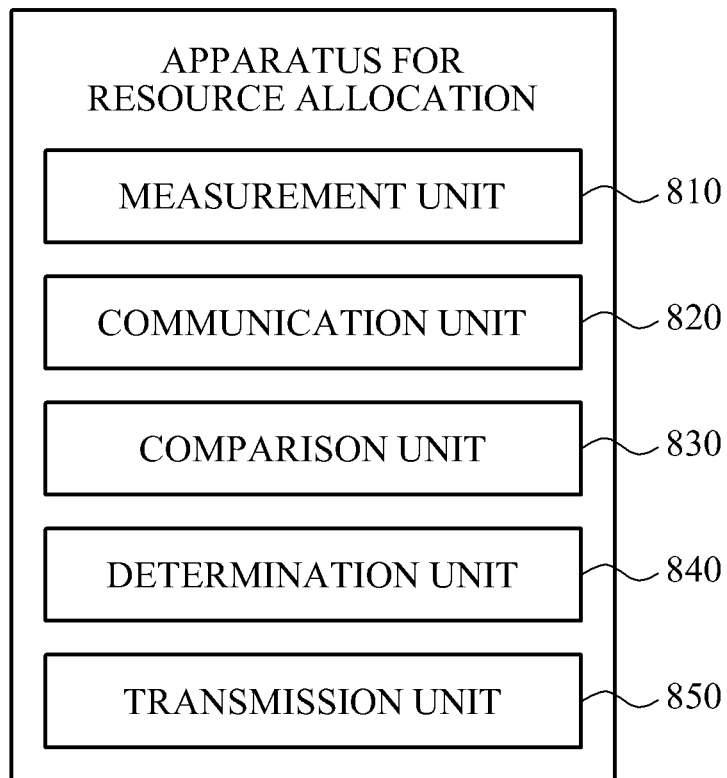 APPARATUS FOR
RESOURCE ALLOCATION
MEASUREMENT UNIT 810
COMMUNICATION UNIT 820
COMPARISON UNIT 830
DETERMINATION UNIT 840
TRANSMISSION UNIT 850